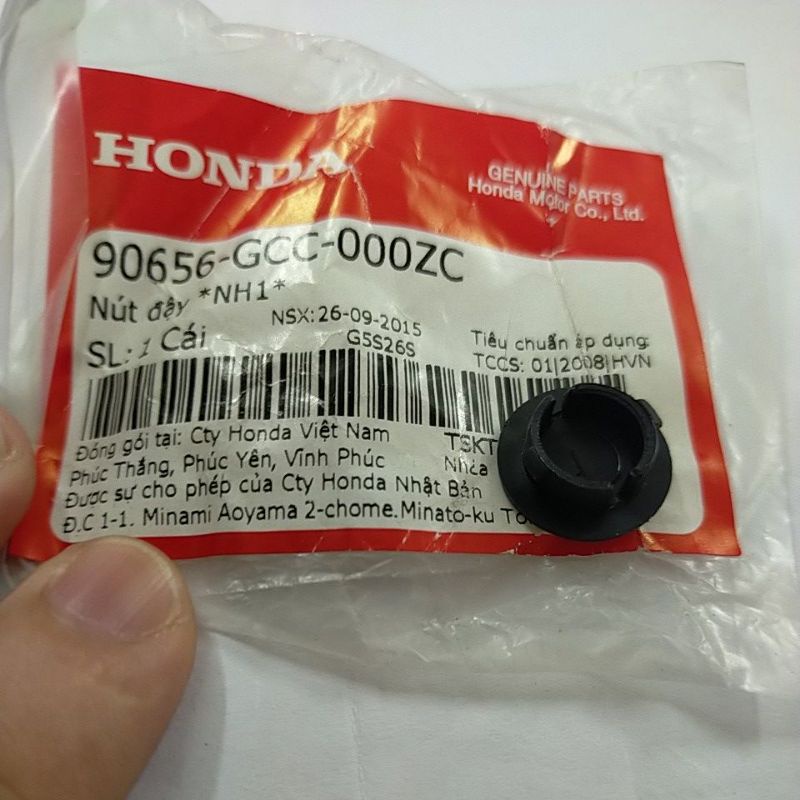 HONDA
GENUINE PARTS
Honda Motor Co., Ltd.
90656-GCC-000ZC
Nút đậy *NH1*
NSX: 26-09-2015
G5S26S
SL: 1 Cái
Tiêu chuẩn áp dụng:
TCCS: 01|2008|HVN
Đóng gói tại: Cty Honda Việt Nam
Phúc Thắng, Phúc Yên, Vĩnh Phúc
Được sự cho phép của Cty Honda Nhật Bản
Đ.C 1-1. Minami Aoyama 2-chome.Minato-ku
TSKT
Nhựa